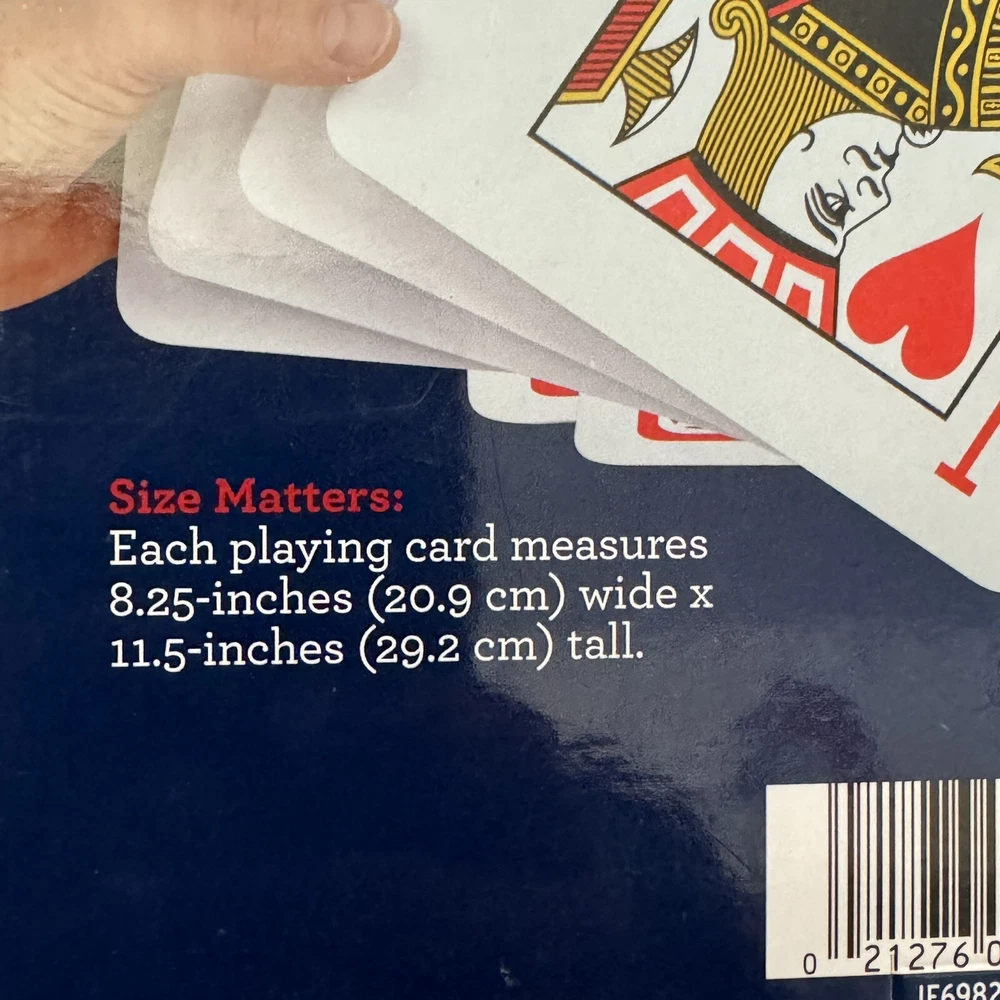 Size Matters:
Each playing card measures
8.25-inches (20.9 cm) wide x
11.5-inches (29.2 cm) tall.
0 21276 0